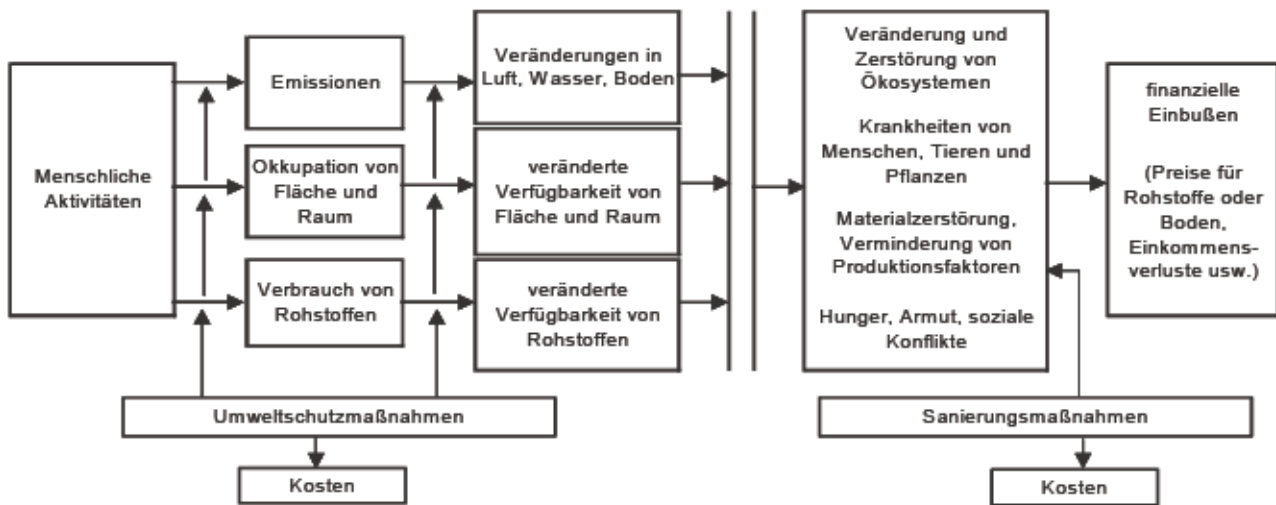 Menschliche
Aktivitäten
Emissionen
Okkupation von
Fläche und
Raum
Verbrauch von
Rohstoffen
Veränderungen in
Luft, Wasser, Boden
veränderte
Verfügbarkeit von
Fläche und Raum
veränderte
Verfügbarkeit von
Rohstoffen
Veränderung und
Zerstörung von
Ökosystemen
Krankheiten von
Menschen, Tieren und
Pflanzen
Materialzerstörung,
Verminderung von
Produktionsfaktoren
Hunger, Armut, soziale
Konflikte
finanzielle
Einbußen
(Preise für
Rohstoffe oder
Boden,
Einkommens-
verluste usw.)
Umweltschutzmaßnahmen
Kosten
Sanierungsmaßnahmen
Kosten